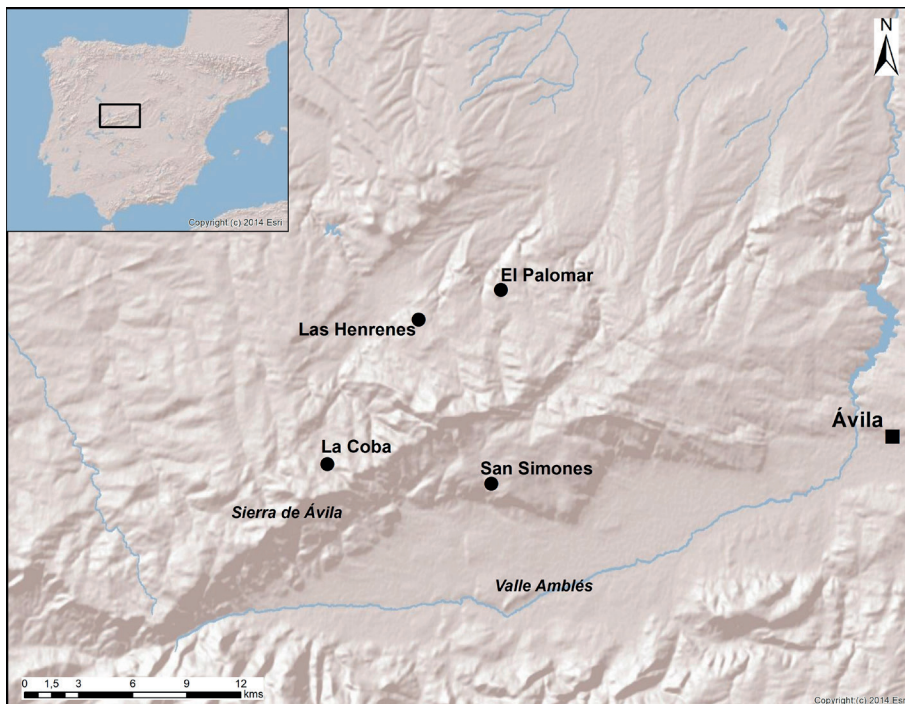 N
Copyright (c) 2014 Esri
El Palomar
Las Henrenes
Ávila
La Coba
San Simones
Sierra de Ávila
Valle Amblés
0 1,5 3 6 9 12
kms
Copyright (c) 2014 Esri